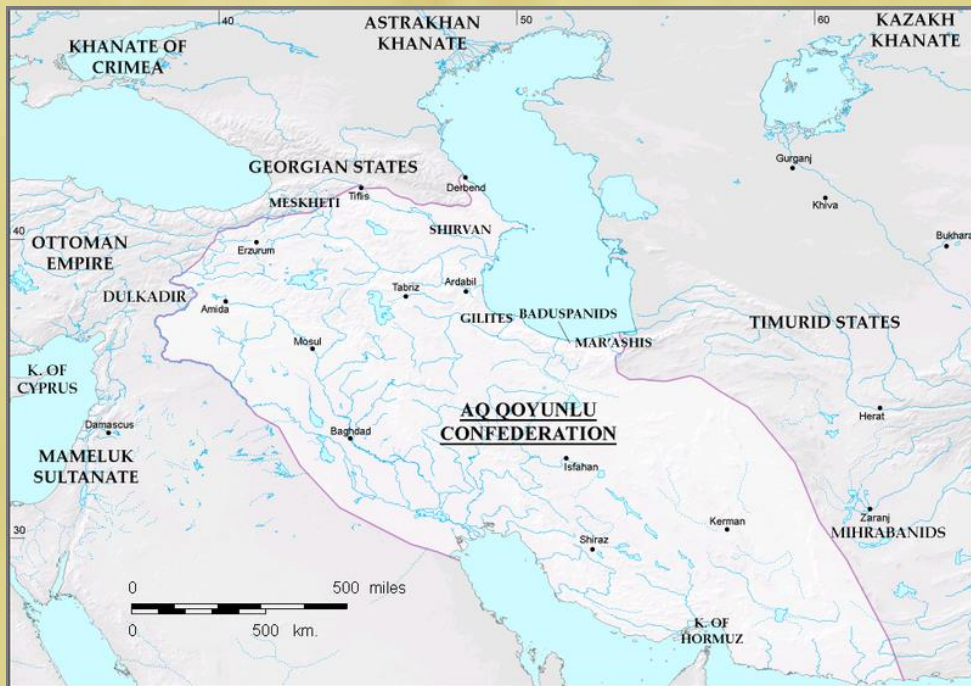 40
50
60
ASTRAKHAN
KHANATE
KAZAKH
KHANATE
KHANATE OF
CRIMEA
GEORGIAN STATES
Tiflis
Derbend
MESKHETI
Gurganj
Khiva
SHIRVAN
40
OTTOMAN
EMPIRE
Erzurum
Bukhara
DULKADIR
Amida
Tabriz
Ardabil
GILITES
BADUSPANIDS
MAR'ASHIS
TIMURID STATES
Mosul
K. OF
CYPRUS
Damascus
AQ QOYUNLU
CONFEDERATION
Herat
Baghdad
MAMELUK
SULTANATE
Isfahan
Zaranj
MIHRABANIDS
30
Kerman
Shiraz
0 500 miles
0 500 km.
K. OF
HORMUZ